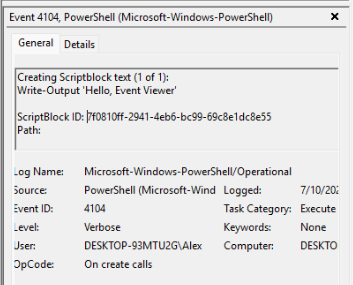 Event 4104, PowerShell (Microsoft-Windows-PowerShell)
General Details
Creating Scriptblock text (1 of 1):
Write-Output 'Hello, Event Viewer'
ScriptBlock ID: 7f0810ff-2941-4eb6-bc99-69c8e1dc8e55
Path:
Log Name: Microsoft-Windows-PowerShell/Operational
Source: PowerShell (Microsoft-Wind Logged: 7/10/202
Event ID: 4104 Task Category: Execute
Level: Verbose Keywords: None
User: DESKTOP-93MTU2G\Alex Computer: DESKTO
OpCode: On create calls